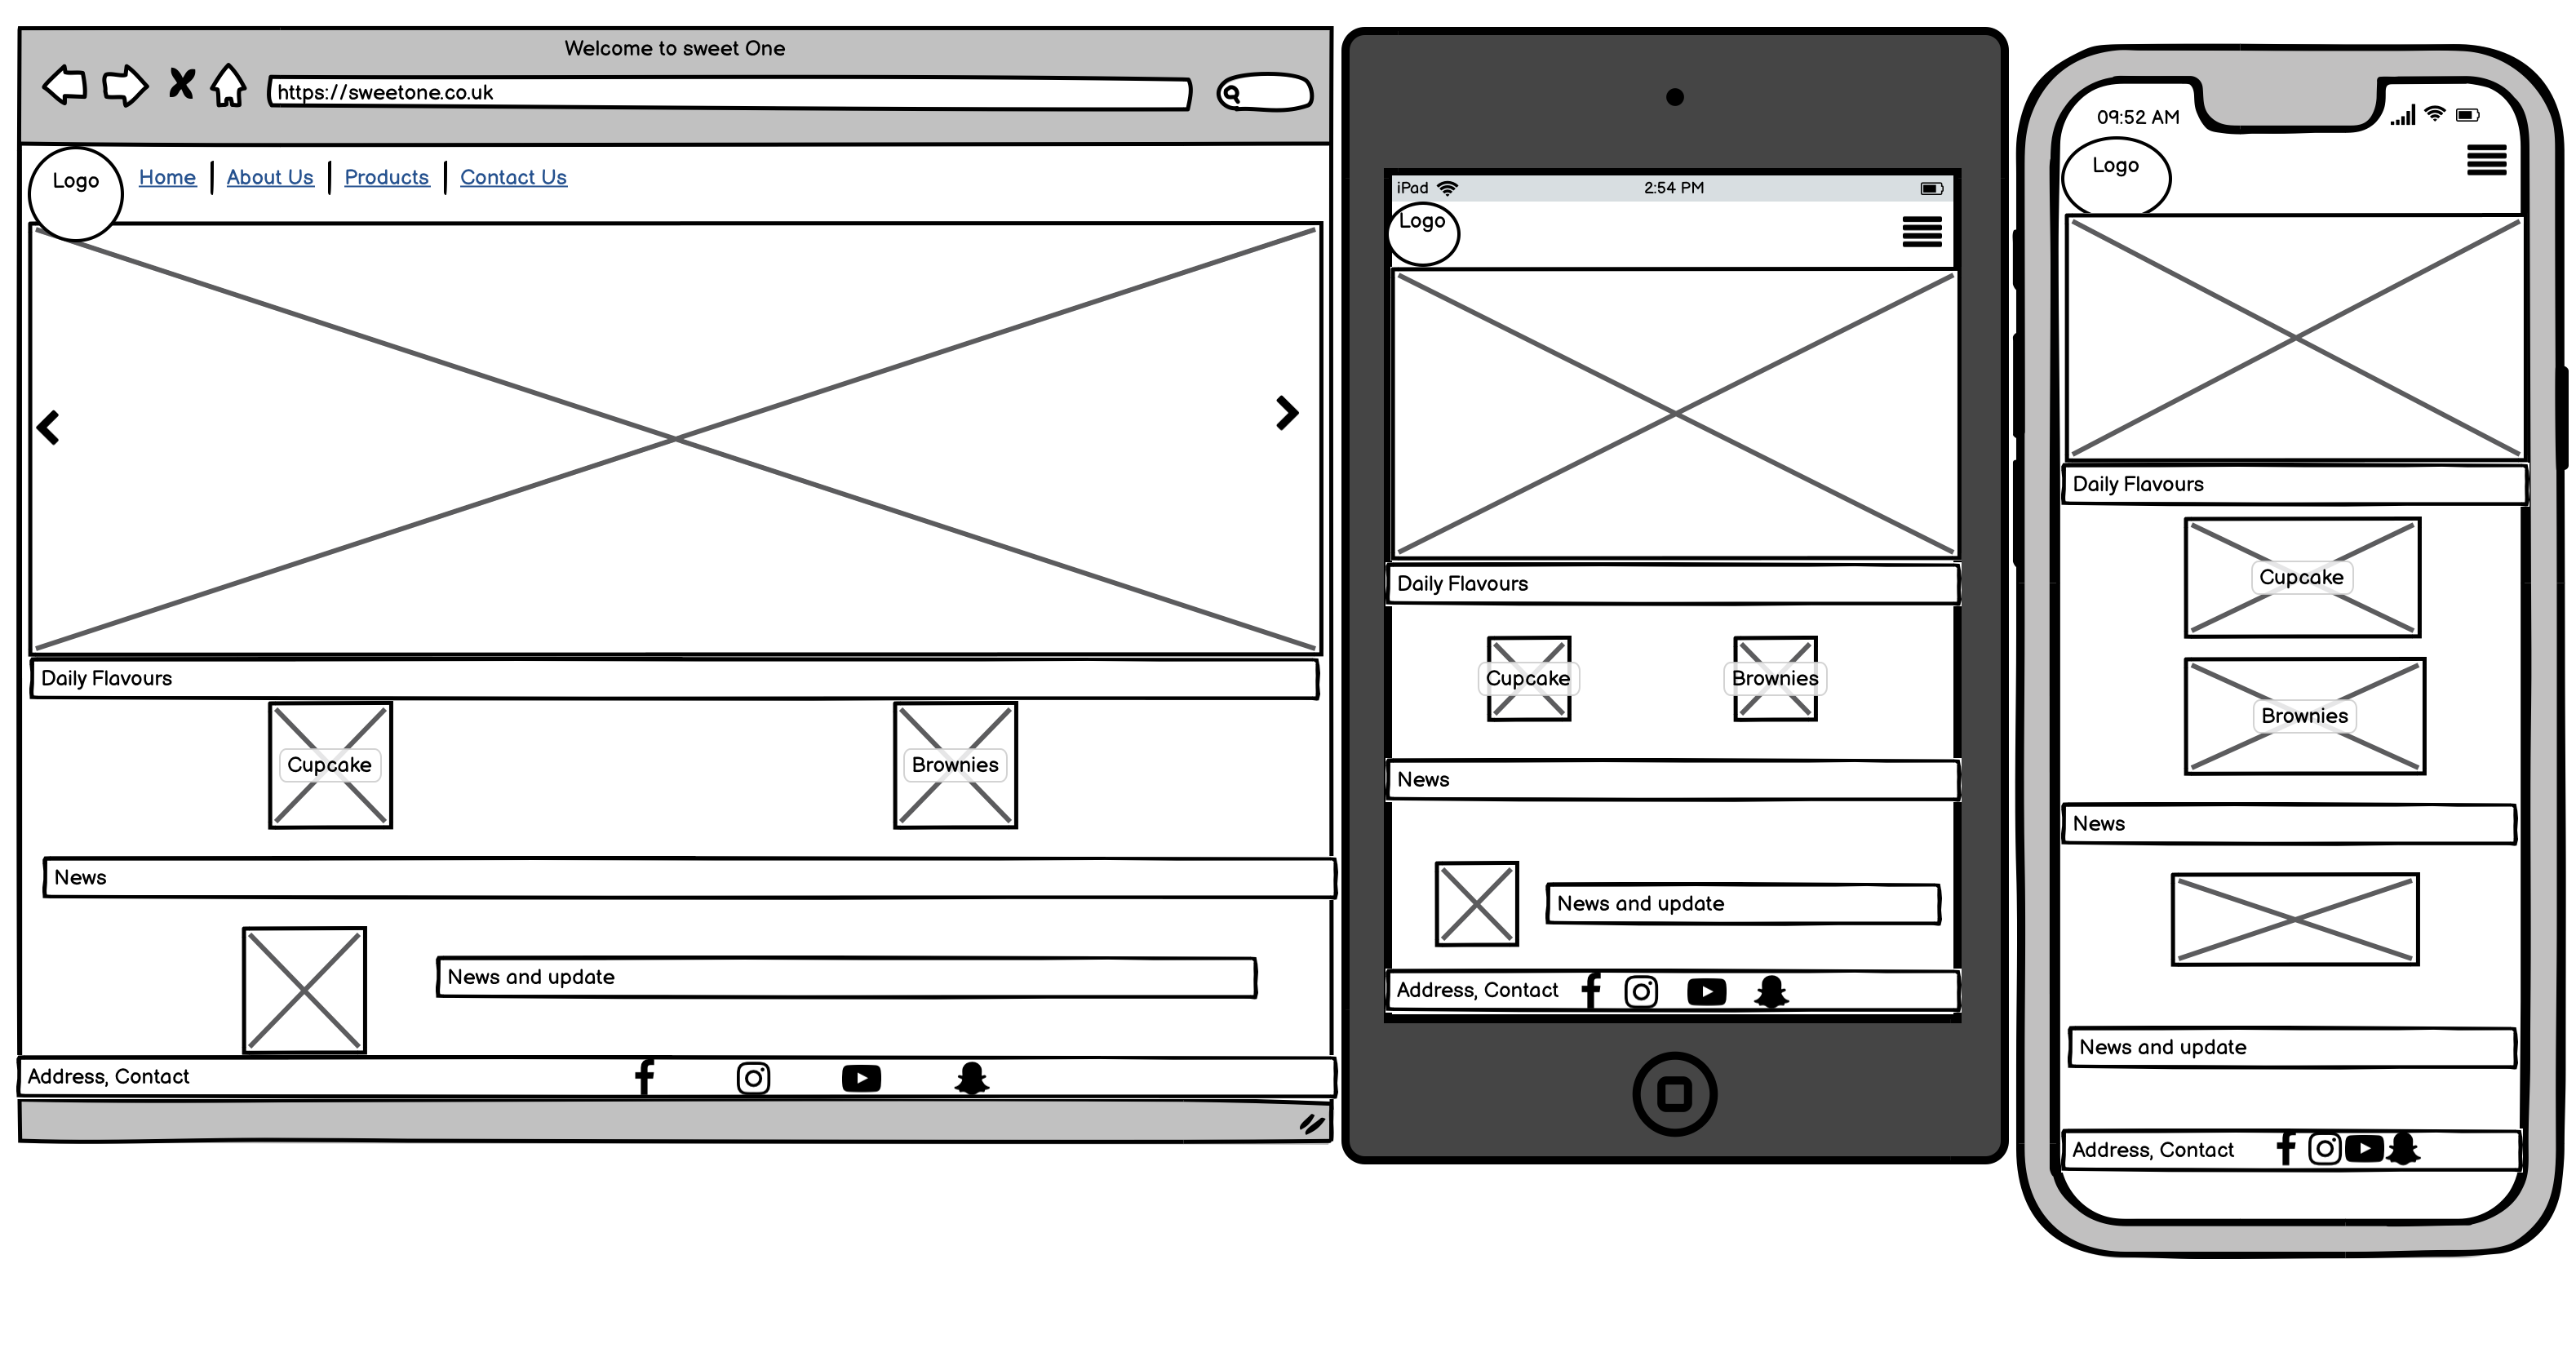 Welcome to sweet One
https://sweetone.co.uk
Logo
Home About Us Products Contact Us
Daily Flavours
Cupcake Brownies
News
News and update
Address, Contact
iPad 2:54 PM
Logo
Daily Flavours
Cupcake Brownies
News
News and update
Address, Contact
09:52 AM
Logo
Daily Flavours
Cupcake
Brownies
News
News and update
Address, Contact